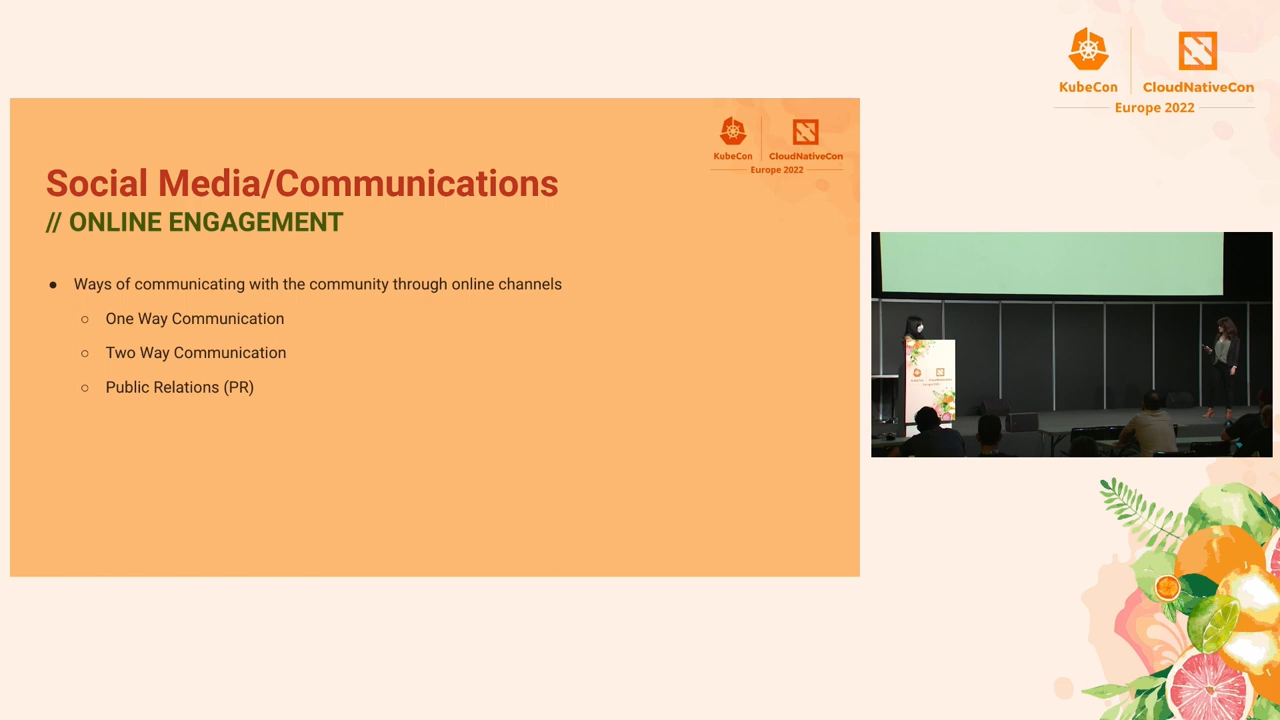 KubeCon
CloudNativeCon
Europe 2022
KubeCon
CloudNativeCon
Europe 2022
Social Media/Communications
// ONLINE ENGAGEMENT
● Ways of communicating with the community through online channels
○ One Way Communication
○ Two Way Communication
○ Public Relations (PR)